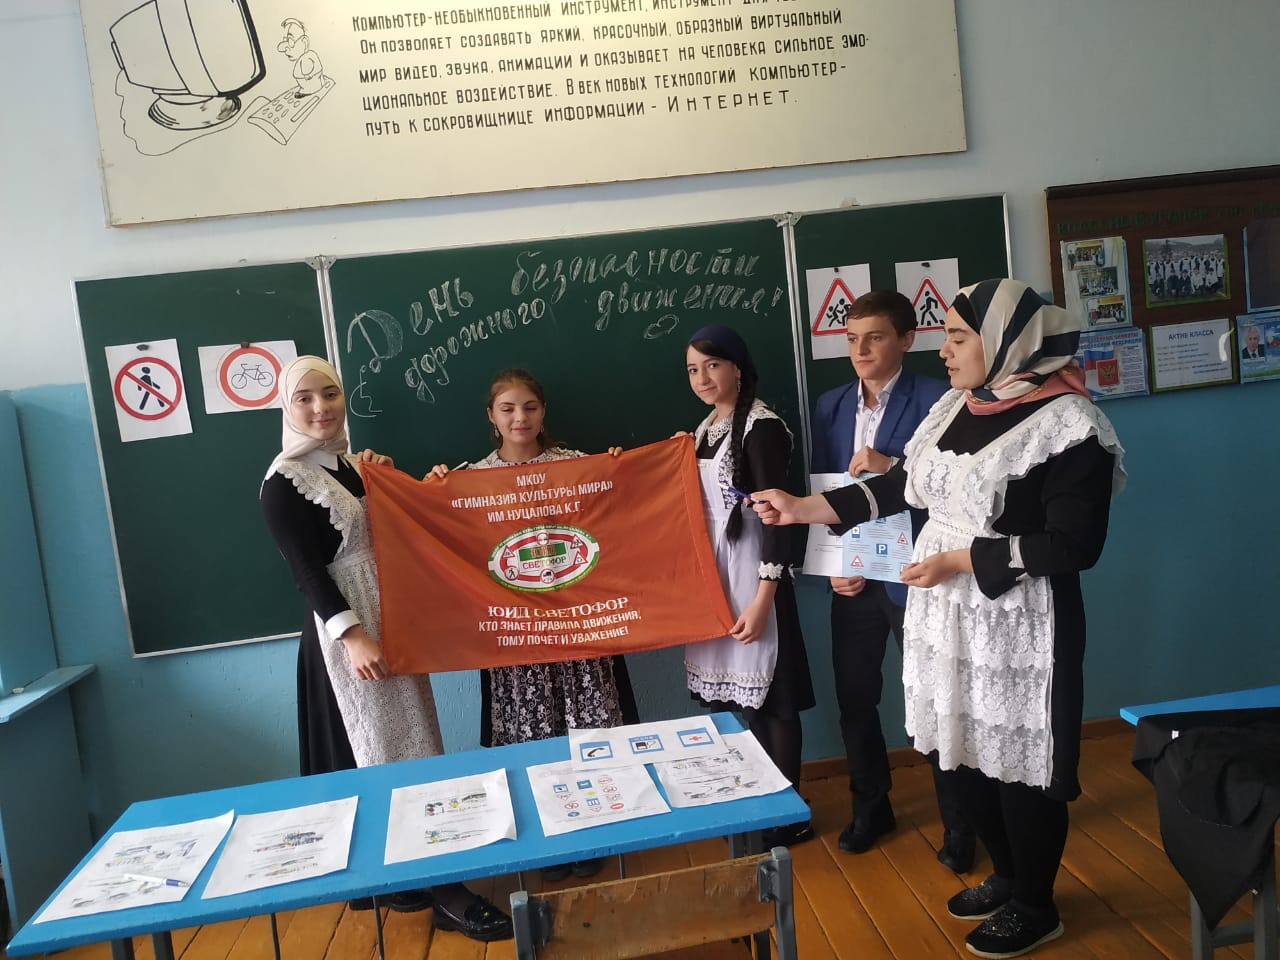 КОМПЬЮТЕР-НЕОБЫКНОВЕННЫЙ ИНСТРУМЕНТ, ИНСТРУМЕНТ
ОН ПОЗВОЛЯЕТ СОЗДАВАТЬ ЯРКИЙ, КРАСОЧНЫЙ, ОБРАЗНЫЙ ВИРТУАЛЬНЫЙ
МИР ВИДЕО, ЗВУКА, АНИМАЦИИ И ОКАЗЫВАЕТ НА ЧЕЛОВЕКА СИЛЬНОЕ ЭМО-
ЦИОНАЛЬНОЕ ВОЗДЕЙСТВИЕ. В ВЕК НОВЫХ ТЕХНОЛОГИЙ КОМПЬЮТЕР-
ПУТЬ К СОКРОВИЩНИЦЕ ИНФОРМАЦИИ - ИНТЕРНЕТ.
День безопасности
дорожного движения!
АКТИВ КЛАССА
МКОУ
«ГИМНАЗИЯ КУЛЬТУРЫ МИРА»
ИМ.НУЦАЛОВА К.Г.
СВЕТОФОР
ЮИД СВЕТОФОР
КТО ЗНАЕТ ПРАВИЛА ДВИЖЕНИЯ,
ТОМУ ПОЧЕТ И УВАЖЕНИЕ!
P